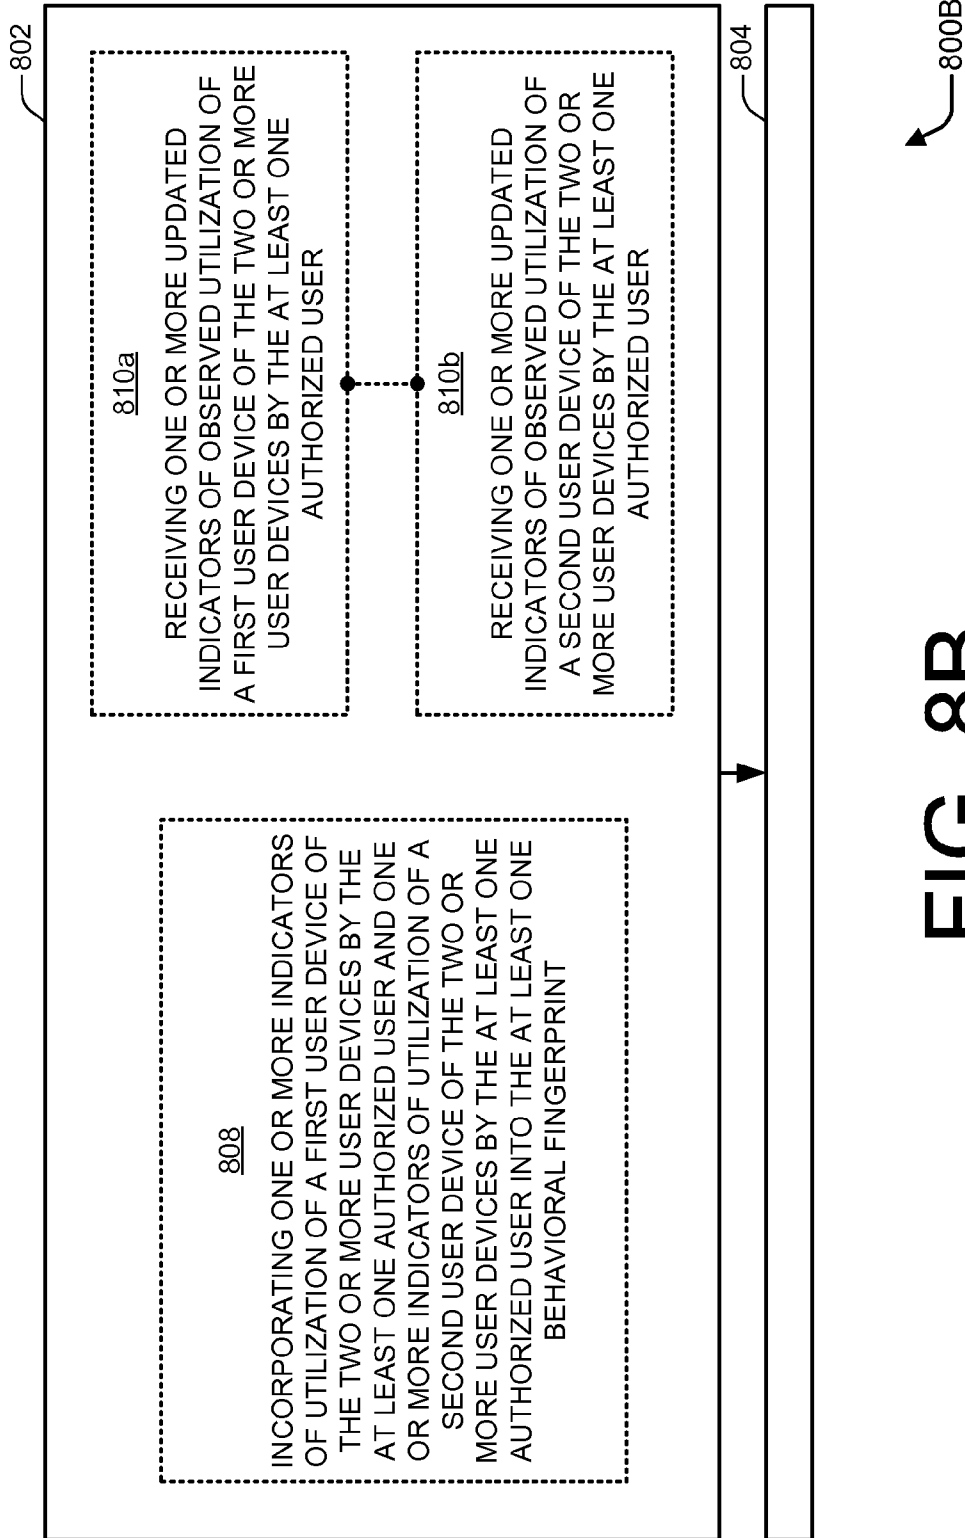 802
808
INCORPORATING ONE OR MORE INDICATORS
OF UTILIZATION OF A FIRST USER DEVICE OF
THE TWO OR MORE USER DEVICES BY THE
AT LEAST ONE AUTHORIZED USER AND ONE
OR MORE INDICATORS OF UTILIZATION OF A
SECOND USER DEVICE OF THE TWO OR
MORE USER DEVICES BY THE AT LEAST ONE
AUTHORIZED USER INTO THE AT LEAST ONE
BEHAVIORAL FINGERPRINT
810a
RECEIVING ONE OR MORE UPDATED
INDICATORS OF OBSERVED UTILIZATION OF
A FIRST USER DEVICE OF THE TWO OR MORE
USER DEVICES BY THE AT LEAST ONE
AUTHORIZED USER
810b
RECEIVING ONE OR MORE UPDATED
INDICATORS OF OBSERVED UTILIZATION OF
A SECOND USER DEVICE OF THE TWO OR
MORE USER DEVICES BY THE AT LEAST ONE
AUTHORIZED USER
804
800B
FIG. 8B